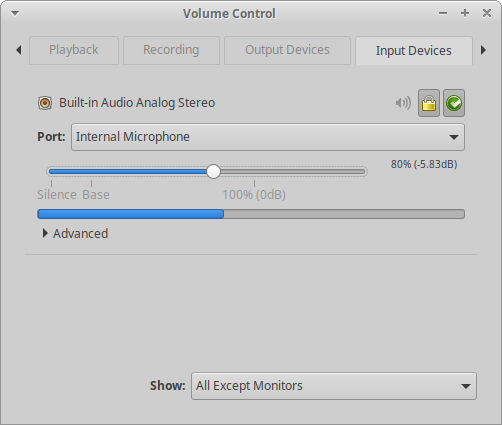 Volume Control
Playback Recording Output Devices Input Devices
Built-in Audio Analog Stereo
Port: Internal Microphone
80% (-5.83dB)
Silence Base 100% (0dB)
Advanced
Show: All Except Monitors